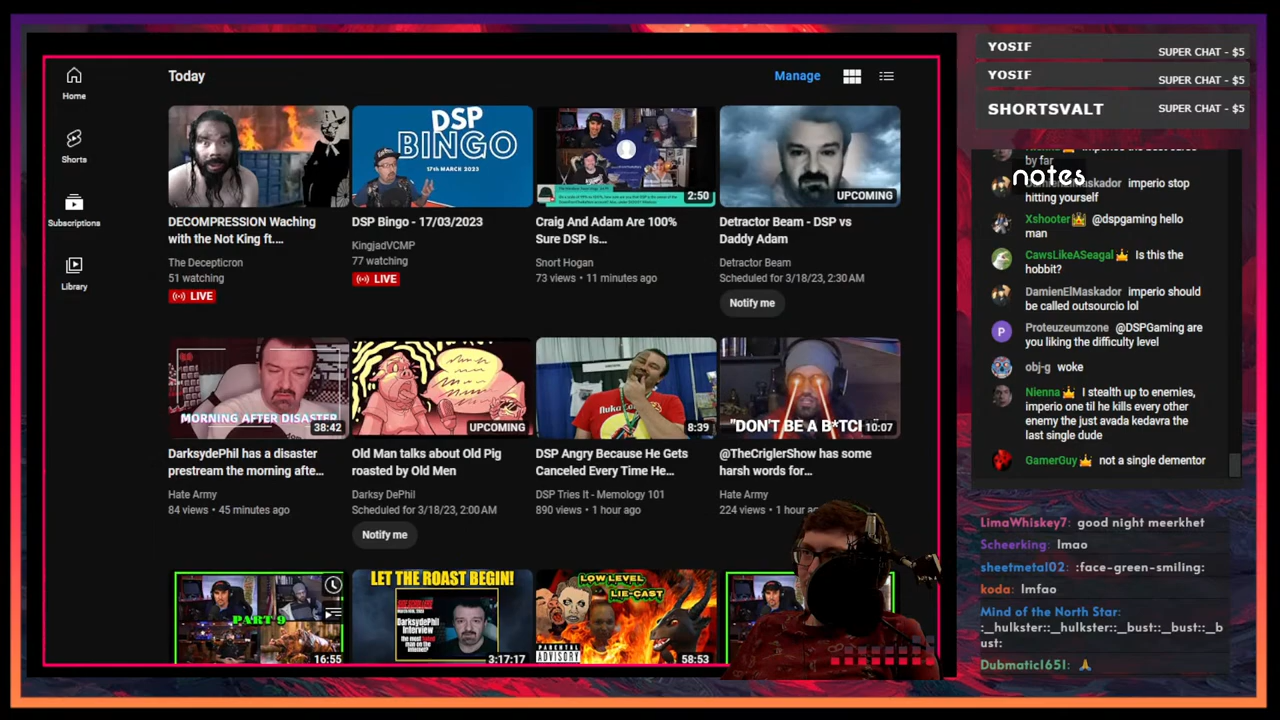 Today
Manage
Home
Shorts
Subscriptions
Library
DSP
BINGO
17th MARCH 2023
2:50
UPCOMING
DECOMPRESSION Waching
with the Not King ft....
The Decepticron
51 watching
LIVE
DSP Bingo - 17/03/2023
KingjadVCMP
77 watching
LIVE
Craig And Adam Are 100%
Sure DSP Is...
Snort Hogan
73 views • 11 minutes ago
Detractor Beam - DSP vs
Daddy Adam
Detractor Beam
Scheduled for 3/18/23, 2:30 AM
Notify me
MORNING AFTER DISASTER
38:42
UPCOMING
Nuka
8:39
"DON'T BE A B*TCI
10:07
DarksydePhil has a disaster
prestream the morning afte...
Hate Army
84 views • 45 minutes ago
Old Man talks about Old Pig
roasted by Old Men
Darksy DePhil
Scheduled for 3/18/23, 2:00 AM
Notify me
DSP Angry Because He Gets
Canceled Every Time He...
DSP Tries It - Memology 101
890 views • 1 hour ago
@TheCriglerShow has some
harsh words for...
Hate Army
224 views • 1 hour ag
PART 9
16:55
LET THE ROAST BEGIN!
DarksydePhil
Interview
3:17:17
LOW LEVEL
LIE-CAST
PARENTAL
ADVISORY
58:53
YOSIF
SUPER CHAT - $5
YOSIF
SUPER CHAT - $5
SHORTSVALT
SUPER CHAT - $5
notes
by far
imperio stop
hitting yourself
Xshooter @dspgaming hello
man
CawsLikeASeagal Is this the
hobbit?
DamienElMaskador imperio should
be called outsourcio lol
P
Proteuzeumzone @DSPGaming are
you liking the difficulty level
obj-g woke
Nienna I stealth up to enemies,
imperio one til he kills every other
enemy the just avada kedavra the
last single dude
GamerGuy not a single dementor
LimaWhiskey7: good night meerkhet
Scheerking: lmao
sheetmetal02: :face-green-smiling:
koda: lmfao
Mind of the North Star:
:_hulkster::_hulkster::_bust::_bust::_b
ust:
Dubmatic1651: